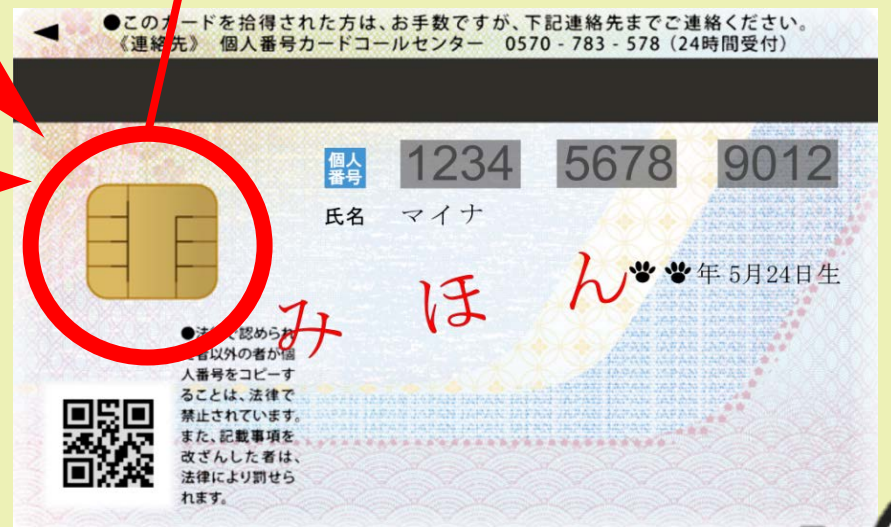 ●このカードを拾得された方は、お手数ですが、下記連絡先までご連絡ください。
《連絡先》 個人番号カードコールセンター 0570-783-578(24時間受付)
個人番号 1234 5678 9012
氏名 マイナ
年 5月24日生
みほん
●法律で認められ
た者以外の者が個
人番号をコピーす
ることは、法律で
禁止されています。
また、記載事項を
改ざんした者は、
法律により罰せら
れます。